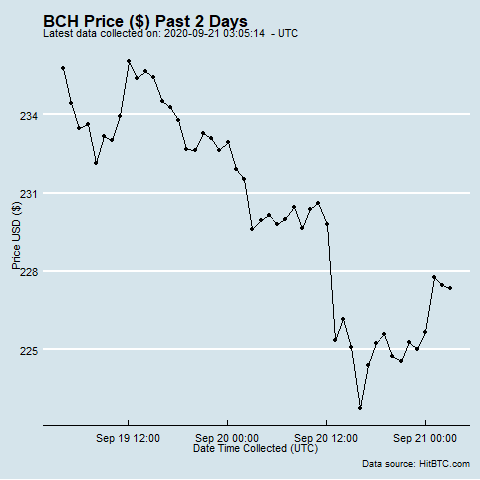 BCH Price ($) Past 2 Days
Latest data collected on: 2020-09-21 03:05:14 - UTC
234
231
228
225
Price USD ($)
Sep 19 12:00 Sep 20 00:00 Sep 20 12:00 Sep 21 00:00
Date Time Collected (UTC)
Data source: HitBTC.com